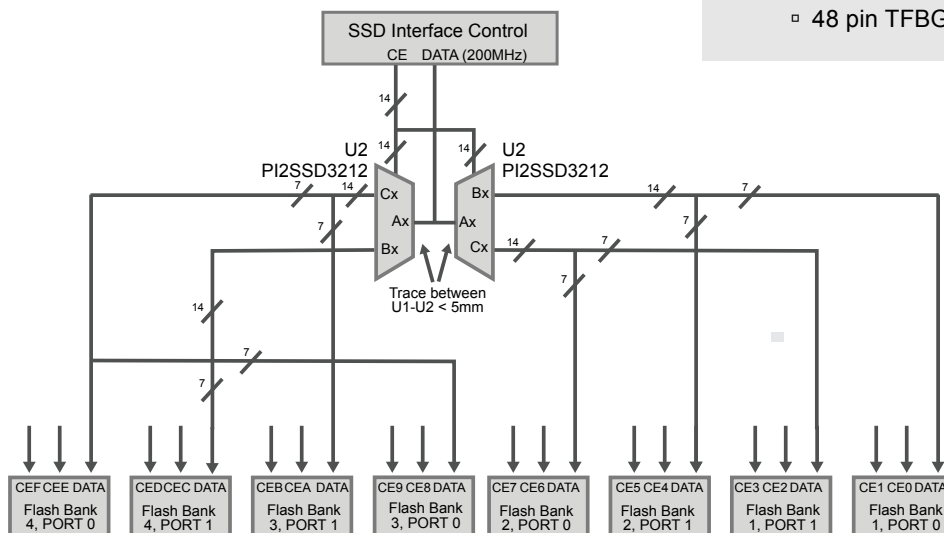 ▫ 48 pin TFBG
SSD Interface Control
CE DATA (200MHz)
14
14
14
U2
PI2SSD3212
U2
PI2SSD3212
7
14
Cx
Bx
14
7
7
Ax
Ax
7
Bx
Cx
14
7
7
Trace between
U1-U2 < 5mm
14
7
7
CEF CEE DATA
Flash Bank
4, PORT 0
CED CEC DATA
Flash Bank
4, PORT 1
CEB CEA DATA
Flash Bank
3, PORT 1
CE9 CE8 DATA
Flash Bank
3, PORT 0
CE7 CE6 DATA
Flash Bank
2, PORT 0
CE5 CE4 DATA
Flash Bank
2, PORT 1
CE3 CE2 DATA
Flash Bank
1, PORT 1
CE1 CE0 DATA
Flash Bank
1, PORT 0